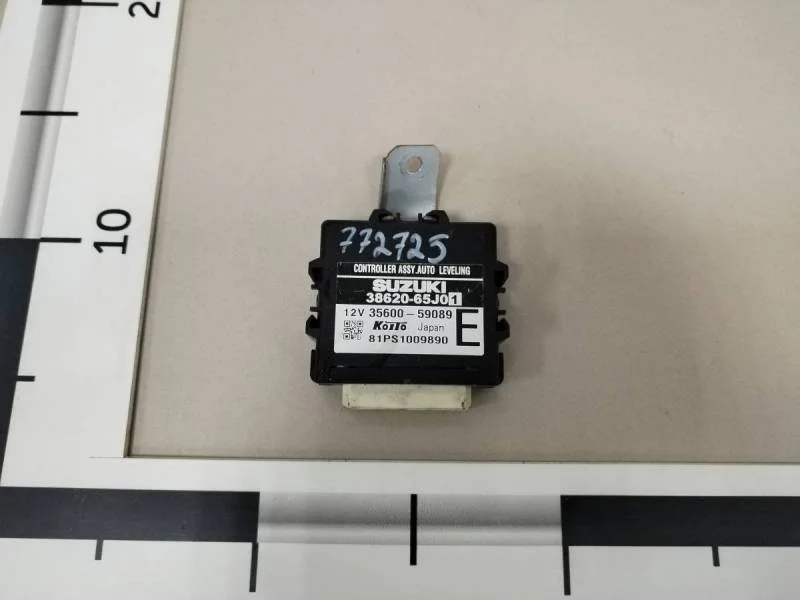 2
10
772725
CONTROLLER ASSY.AUTO LEVELING
SUZUKI
38620-65J01
12V 35600-59089
KOITO Japan
E
81PS1009890